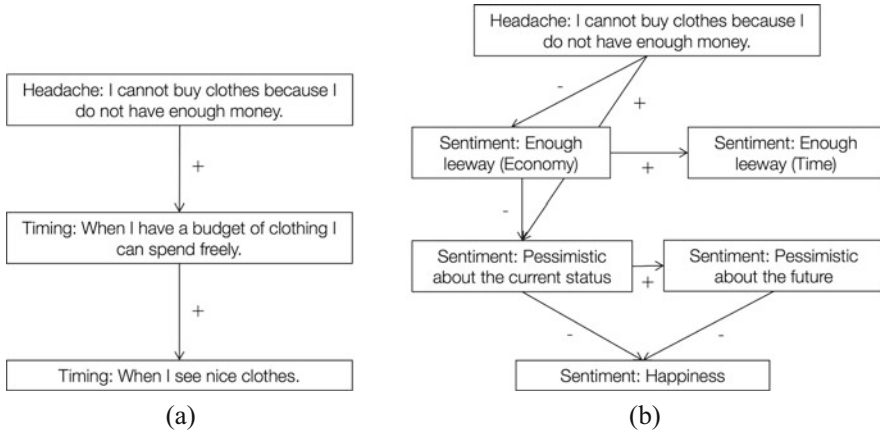 Headache: I cannot buy clothes because I
do not have enough money.
+
Timing: When I have a budget of clothing I
can spend freely.
+
Timing: When I see nice clothes.
(a)
Headache: I cannot buy clothes because I
do not have enough money.
-
+
Sentiment: Enough
leeway (Economy)
+
Sentiment: Enough
leeway (Time)
-
Sentiment: Pessimistic
about the current status
+
Sentiment: Pessimistic
about the future
-
-
Sentiment: Happiness
(b)